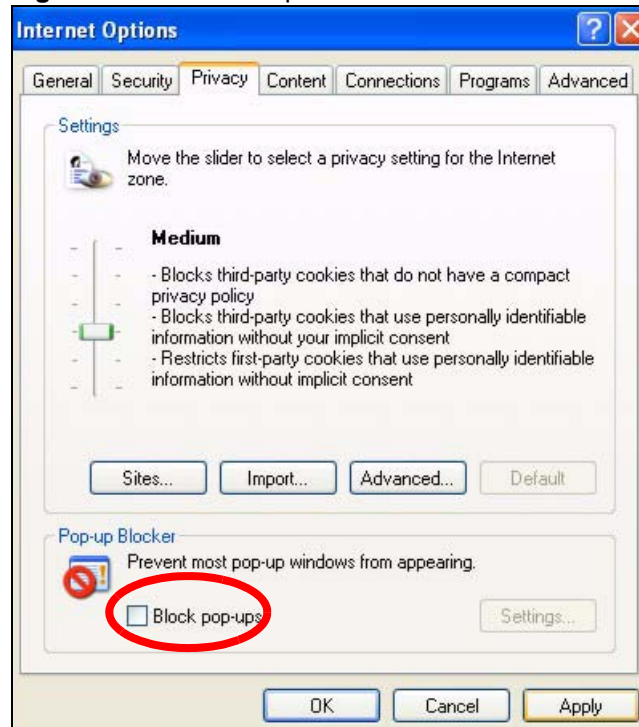 Internet Options
General Security Privacy Content Connections Programs Advanced
Settings
Move the slider to select a privacy setting for the Internet
zone.
Medium
- Blocks third-party cookies that do not have a compact
privacy policy
- Blocks third-party cookies that use personally identifiable
information without your implicit consent
- Restricts first-party cookies that use personally identifiable
information without implicit consent
Sites... Import... Advanced... Default
Pop-up Blocker
Prevent most pop-up windows from appearing.
Block pop-ups Settings...
OK Cancel Apply